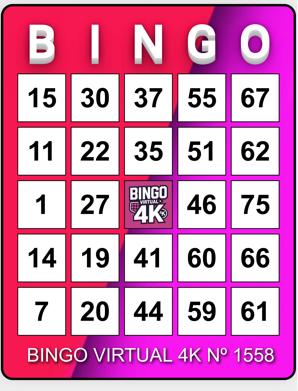 B I N G O
15 30 37 55 67
11 22 35 51 62
1 27 BINGO VIRTUAL 4K 46 75
14 19 41 60 66
7 20 44 59 61
BINGO VIRTUAL 4K Nº 1558